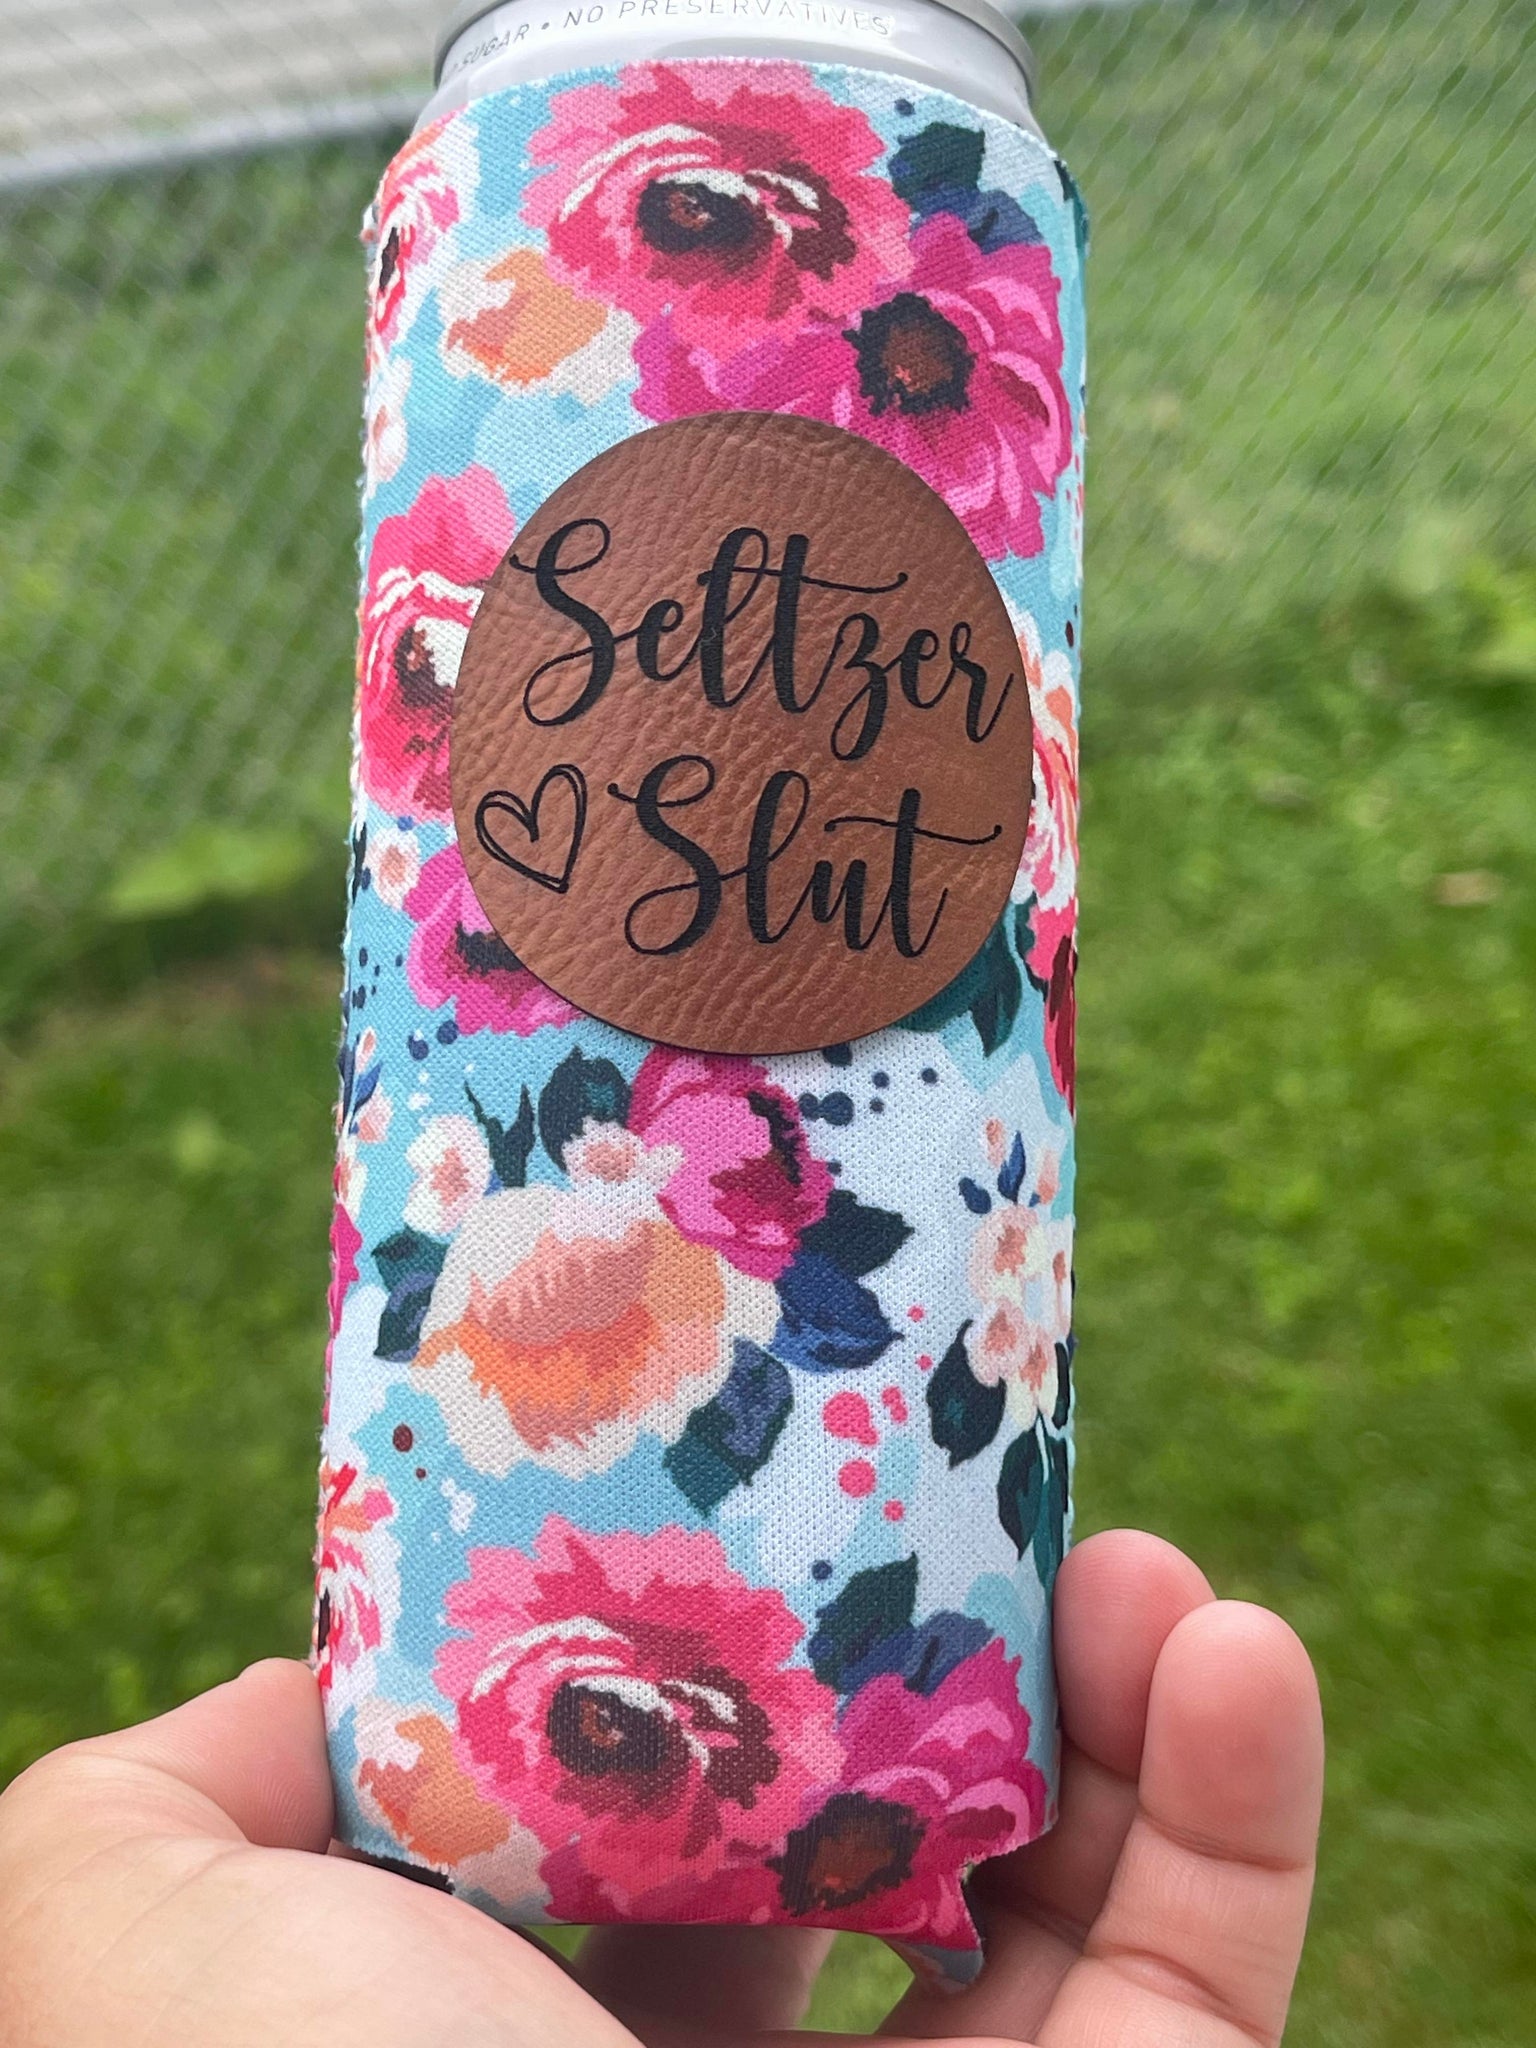 SUGAR • NO PRESERVATIVES
Seltzer
Slut